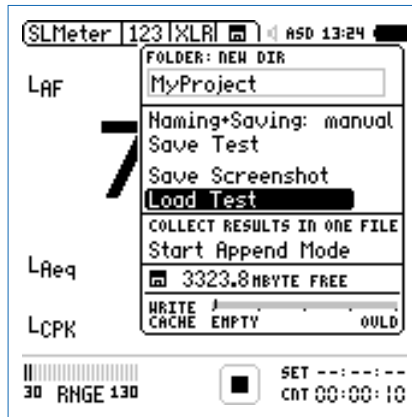 SLMeter 123 XLR ASD 13:24
FOLDER: NEW DIR
MyProject
LAF
7
Naming+Saving: manual
Save Test
Save Screenshot
Load Test
COLLECT RESULTS IN ONE FILE
Start Append Mode
LAeq
3323.8 MBYTE FREE
WRITE
CACHE EMPTY OVLD
LCPK
SET --:--:--
30 RNGE 130
CNT 00:00:10